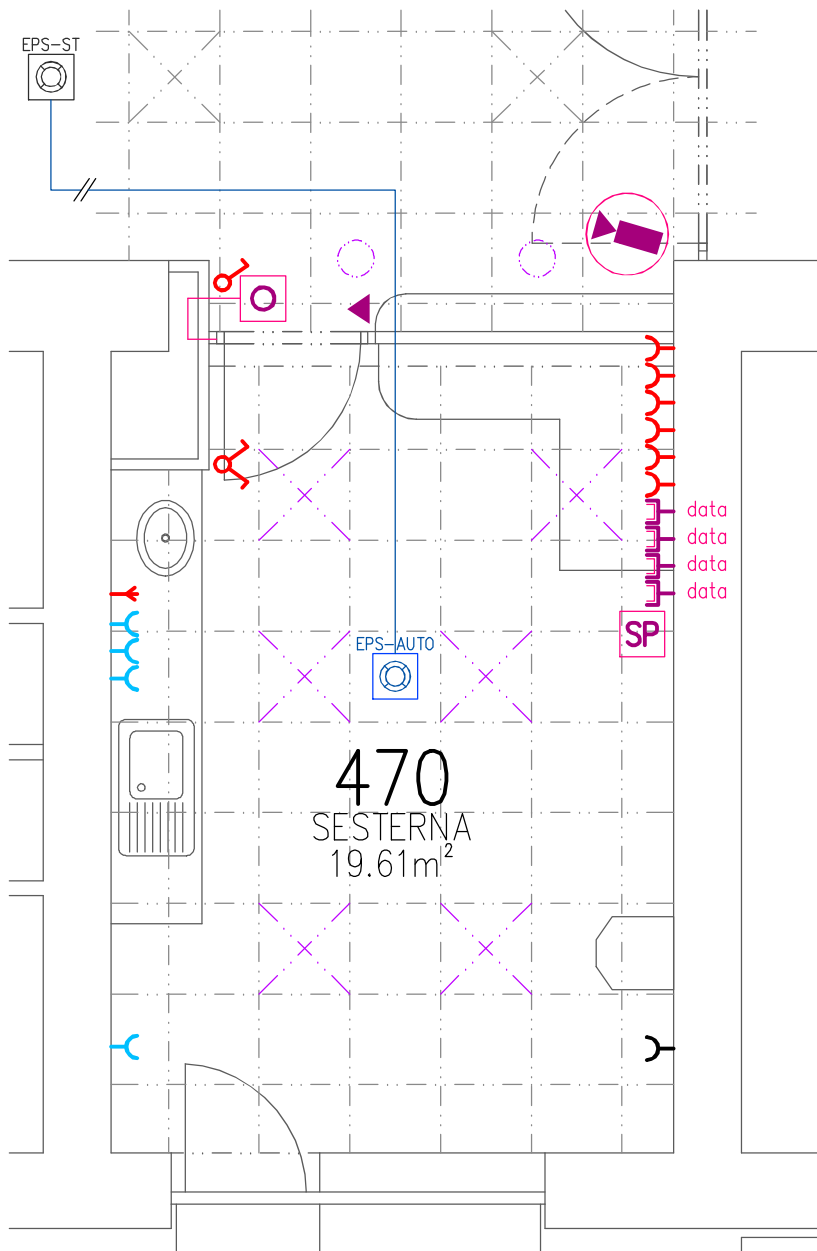 EPS-ST
data
data
data
data
SP
EPS-AUTO
470
SESTERNA
19.61m²